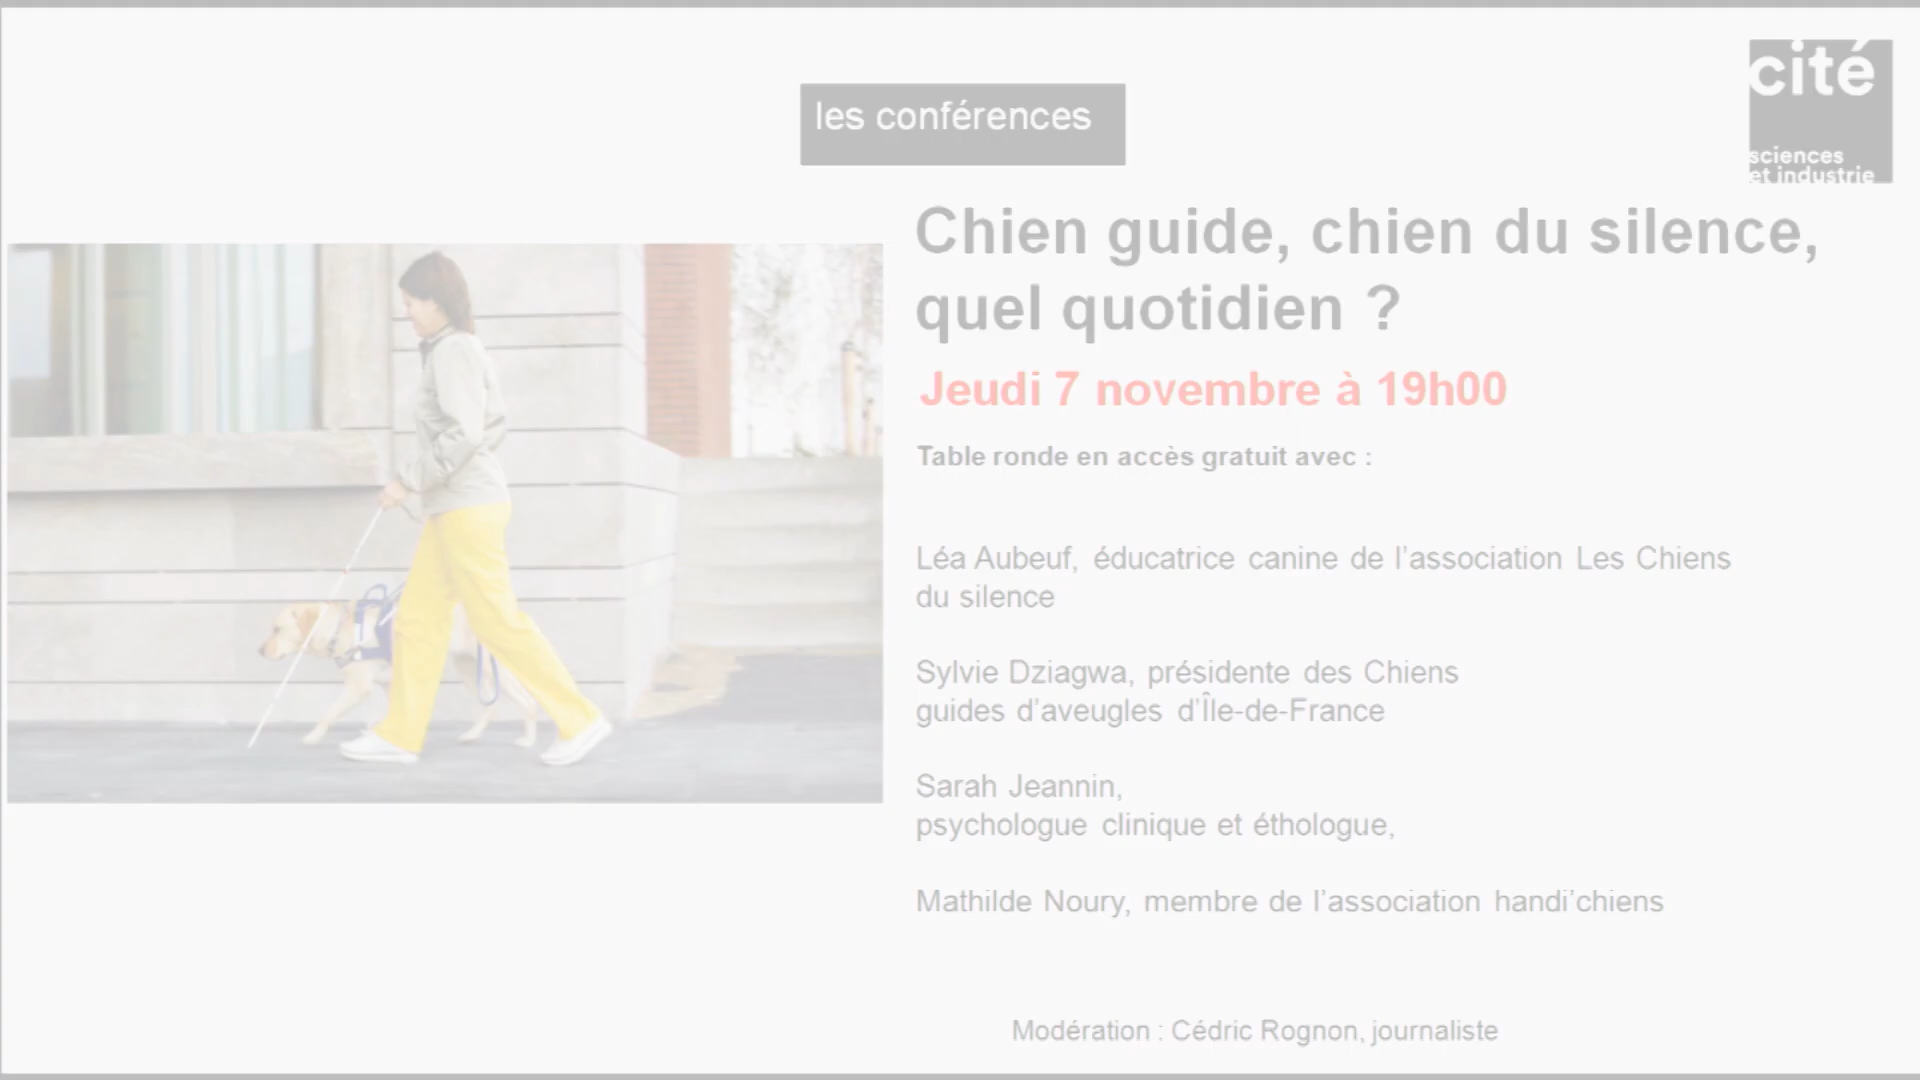 les conférences
cité
sciences
et industrie
Chien guide, chien du silence,
quel quotidien ?
Jeudi 7 novembre à 19h00
Table ronde en accès gratuit avec :
Léa Aubeuf, éducatrice canine de l’association Les Chiens
du silence
Sylvie Dziagwa, présidente des Chiens
guides d’aveugles d’Île-de-France
Sarah Jeannin,
psychologue clinique et éthologue,
Mathilde Noury, membre de l’association handi’chiens
Modération : Cédric Rognon, journaliste